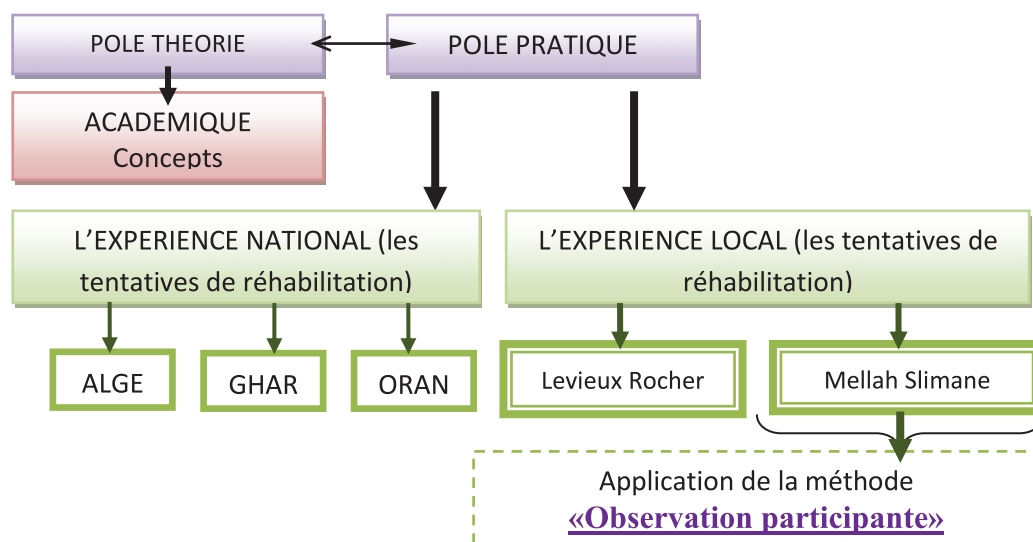 POLE THEORIE
POLE PRATIQUE
ACADEMIQUE
Concepts
L’EXPERIENCE NATIONAL (les
tentatives de réhabilitation)
L’EXPERIENCE LOCAL (les tentatives de
réhabilitation)
ALGE
GHAR
ORAN
Levieux Rocher
Mellah Slimane
Application de la méthode
«Observation participante»